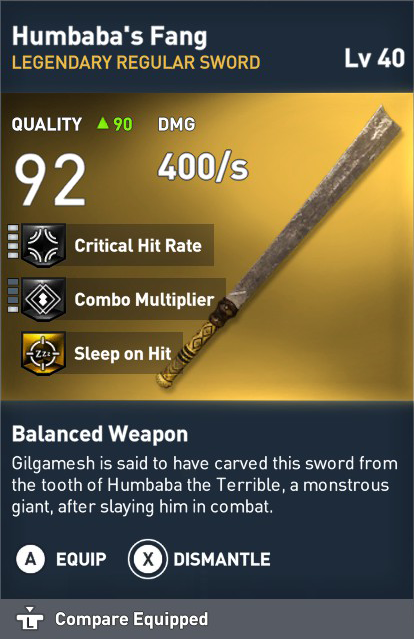 Humbaba's Fang
LEGENDARY REGULAR SWORD
Lv 40
QUALITY ▲ 90 DMG
92 400/s
Critical Hit Rate
Combo Multiplier
Zzz Sleep on Hit
Balanced Weapon
Gilgamesh is said to have carved this sword from
the tooth of Humbaba the Terrible, a monstrous
giant, after slaying him in combat.
A EQUIP X DISMANTLE
L Compare Equipped